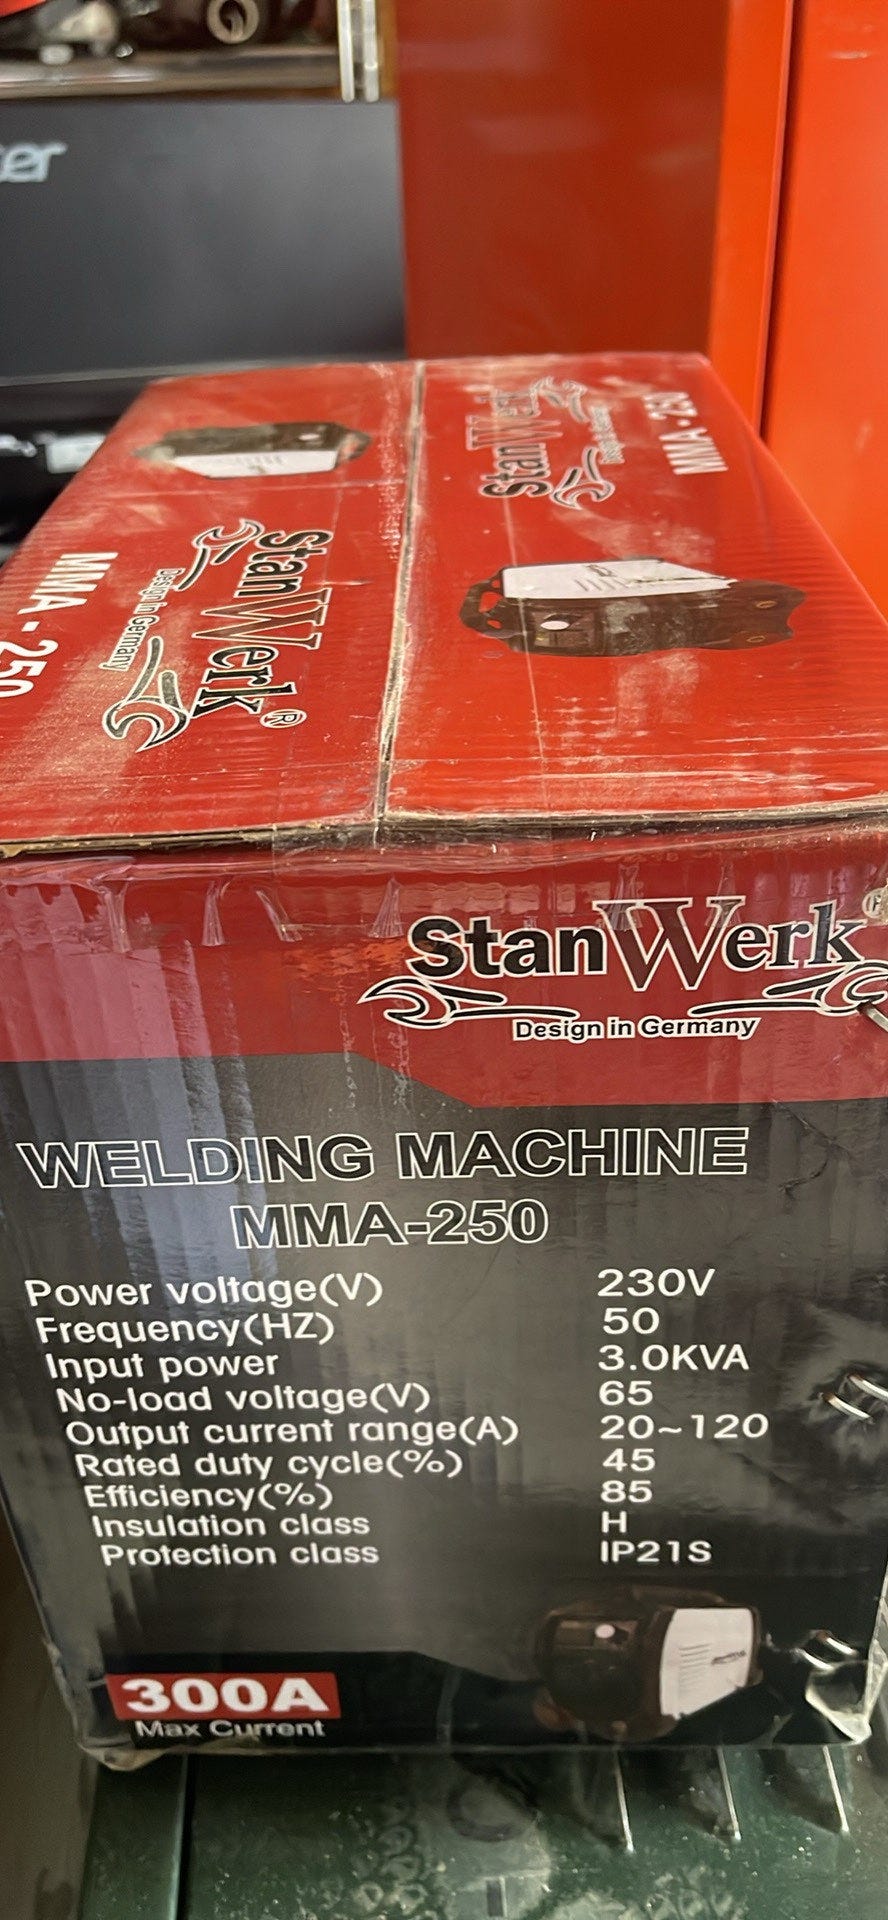 er
StanWerk
Design in Germany
MMA - 250
StanWerk®
Design in Germany
MMA - 250
StanWerk®
Design in Germany
WELDING MACHINE
MMA-250
Power voltage(V) 230V
Frequency(HZ) 50
Input power 3.0KVA
No-load voltage(V) 65
Output current range(A) 20~120
Rated duty cycle(%) 45
Efficiency(%) 85
Insulation class H
Protection class IP21S
300A
Max Current